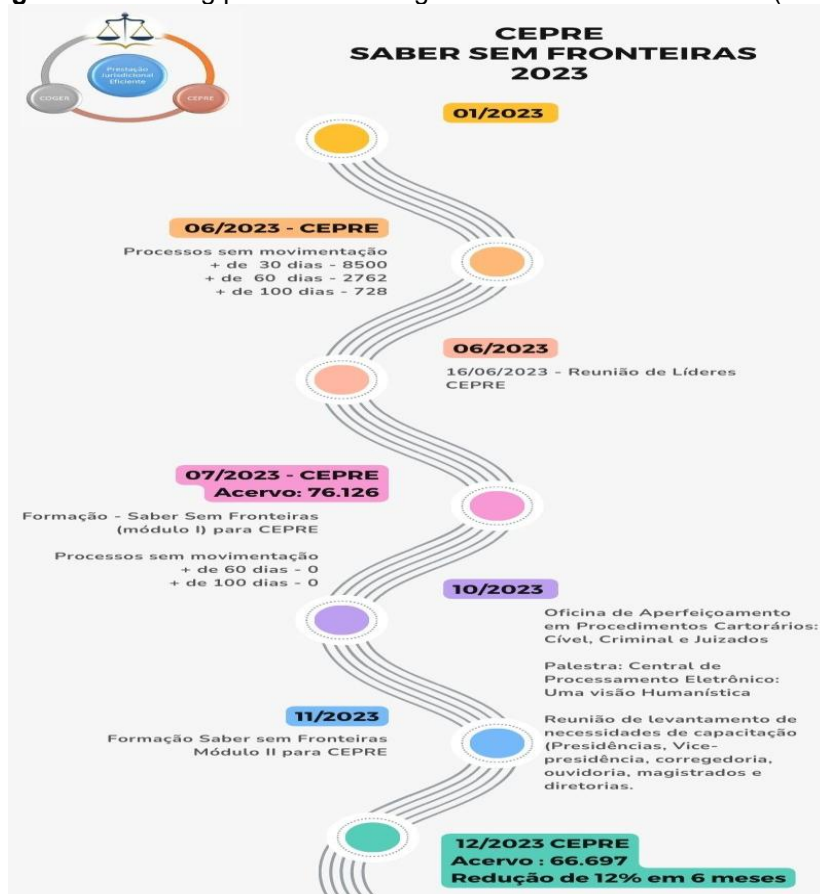 CEPRE
SABER SEM FRONTEIRAS
2023
Prestação
Jurisdicional
Eficiente
COGER
CEPRE
01/2023
06/2023 - CEPRE
Processos sem movimentação
+ de 30 dias - 8500
+ de 60 dias - 2762
+ de 100 dias - 728
06/2023
16/06/2023 - Reunião de Líderes
CEPRE
07/2023 - CEPRE
Acervo: 76.126
Formação - Saber Sem Fronteiras
(módulo I) para CEPRE
Processos sem movimentação
+ de 60 dias - 0
+ de 100 dias - 0
10/2023
Oficina de Aperfeiçoamento
em Procedimentos Cartorários:
Cível, Criminal e Juizados
Palestra: Central de
Processamento Eletrônico:
Uma visão Humanística
Reunião de levantamento de
necessidades de capacitação
(Presidências, Vice-
presidência, corregedoria,
ouvidoria, magistrados e
diretorias.
11/2023
Formação Saber sem Fronteiras
Módulo II para CEPRE
12/2023 CEPRE
Acervo : 66.697
Redução de 12% em 6 meses